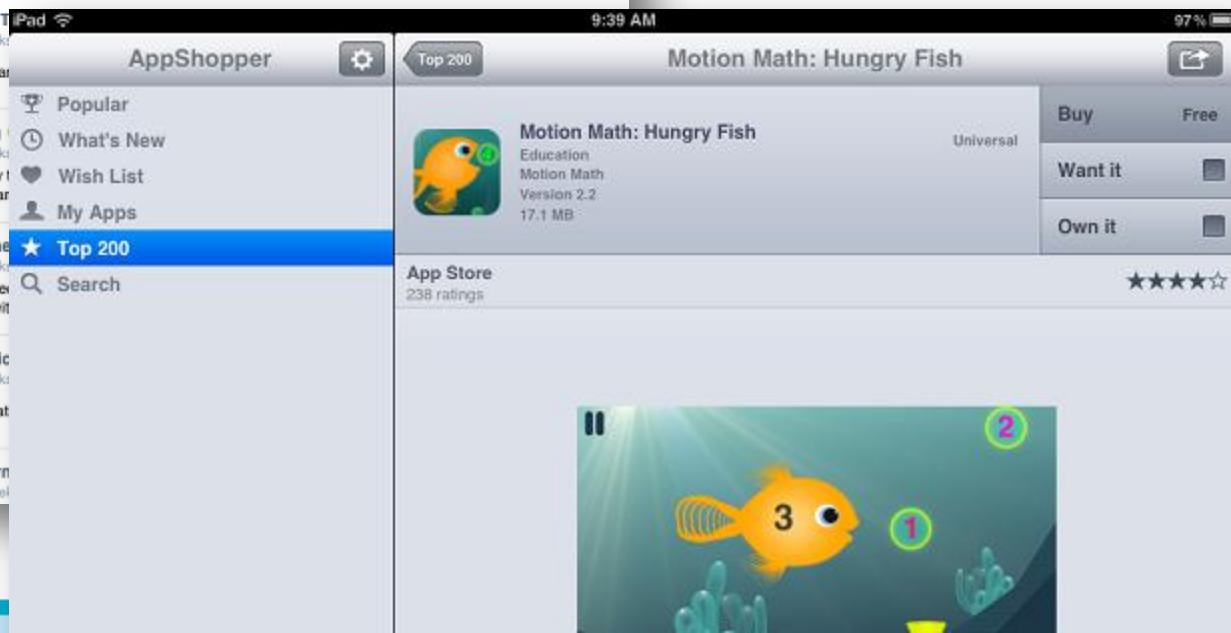 iPad
9:39 AM
97%
AppShopper
Popular
What's New
Wish List
My Apps
Top 200
Search
Top 200
Motion Math: Hungry Fish
Motion Math: Hungry Fish
Education
Motion Math
Version 2.2
17.1 MB
Universal
Buy Free
Want it
Own it
App Store
238 ratings
2
3
1